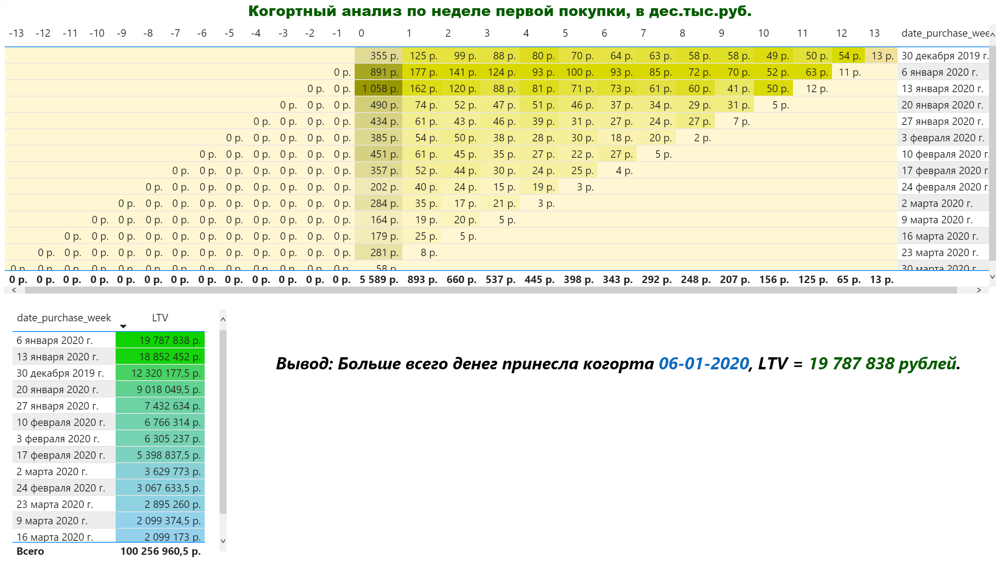 Когортный анализ по неделе первой покупки, в дес.тыс.руб.
-13 -12 -11 -10 -9 -8 -7 -6 -5 -4 -3 -2 -1 0 1 2 3 4 5 6 7 8 9 10 11 12 13 date_purchase_wee
355 р. 125 р. 99 р. 88 р. 80 р. 70 р. 64 р. 63 р. 58 р. 58 р. 49 р. 50 р. 54 р. 13 р. 30 декабря 2019 г.
0 р. 891 р. 177 р. 141 р. 124 р. 93 р. 100 р. 93 р. 85 р. 72 р. 70 р. 52 р. 63 р. 11 р. 6 января 2020 г.
0 р. 0 р. 1 058 р. 162 р. 120 р. 88 р. 81 р. 71 р. 73 р. 61 р. 60 р. 41 р. 50 р. 12 р. 13 января 2020 г.
0 р. 0 р. 0 р. 490 р. 74 р. 52 р. 47 р. 51 р. 46 р. 37 р. 34 р. 29 р. 31 р. 5 р. 20 января 2020 г.
0 р. 0 р. 0 р. 0 р. 434 р. 61 р. 43 р. 46 р. 39 р. 31 р. 27 р. 24 р. 27 р. 7 р. 27 января 2020 г.
0 р. 0 р. 0 р. 0 р. 0 р. 385 р. 54 р. 50 р. 38 р. 28 р. 30 р. 18 р. 20 р. 2 р. 3 февраля 2020 г.
0 р. 0 р. 0 р. 0 р. 0 р. 0 р. 451 р. 61 р. 45 р. 35 р. 27 р. 22 р. 27 р. 5 р. 10 февраля 2020 г.
0 р. 0 р. 0 р. 0 р. 0 р. 0 р. 0 р. 357 р. 52 р. 44 р. 30 р. 24 р. 25 р. 4 р. 17 февраля 2020 г.
0 р. 0 р. 0 р. 0 р. 0 р. 0 р. 0 р. 0 р. 202 р. 40 р. 24 р. 15 р. 19 р. 3 р. 24 февраля 2020 г.
0 р. 0 р. 0 р. 0 р. 0 р. 0 р. 0 р. 0 р. 0 р. 284 р. 35 р. 17 р. 21 р. 3 р. 2 марта 2020 г.
0 р. 0 р. 0 р. 0 р. 0 р. 0 р. 0 р. 0 р. 0 р. 0 р. 164 р. 19 р. 20 р. 5 р. 9 марта 2020 г.
0 р. 0 р. 0 р. 0 р. 0 р. 0 р. 0 р. 0 р. 0 р. 0 р. 0 р. 179 р. 25 р. 5 р. 16 марта 2020 г.
0 р. 0 р. 0 р. 0 р. 0 р. 0 р. 0 р. 0 р. 0 р. 0 р. 0 р. 0 р. 281 р. 8 р. 23 марта 2020 г.
0 р. 0 р. 0 р. 0 р. 0 р. 0 р. 0 р. 0 р. 0 р. 0 р. 0 р. 0 р. 0 р. 58 р. 30 марта 2020 г.
0 р. 0 р. 0 р. 0 р. 0 р. 0 р. 0 р. 0 р. 0 р. 0 р. 0 р. 0 р. 0 р. 5 589 р. 893 р. 660 р. 537 р. 445 р. 398 р. 343 р. 292 р. 248 р. 207 р. 156 р. 125 р. 65 р. 13 р.
date_purchase_week LTV
6 января 2020 г. 19 787 838 р.
13 января 2020 г. 18 852 452 р.
30 декабря 2019 г. 12 320 177,5 р.
20 января 2020 г. 9 018 049,5 р.
27 января 2020 г. 7 432 634 р.
10 февраля 2020 г. 6 766 314 р.
3 февраля 2020 г. 6 305 237 р.
17 февраля 2020 г. 5 398 837,5 р.
2 марта 2020 г. 3 629 773 р.
24 февраля 2020 г. 3 067 633,5 р.
23 марта 2020 г. 2 895 260 р.
9 марта 2020 г. 2 099 374,5 р.
16 марта 2020 г. 2 099 173 р.
Всего 100 256 960,5 р.
Вывод: Больше всего денег принесла когорта 06-01-2020, LTV = 19 787 838 рублей.